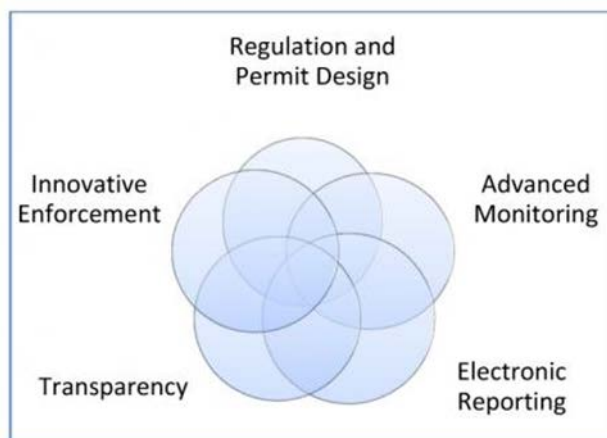 Regulation and
Permit Design
Innovative
Enforcement
Advanced
Monitoring
Transparency
Electronic
Reporting